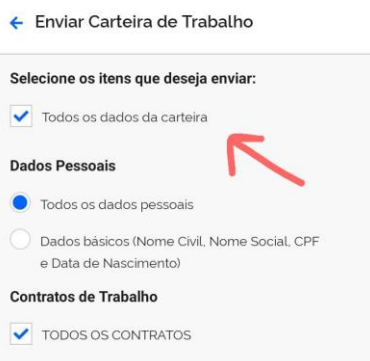 Enviar Carteira de Trabalho
Selecione os itens que deseja enviar:
Todos os dados da carteira
Dados Pessoais
Todos os dados pessoais
Dados básicos (Nome Civil, Nome Social, CPF
e Data de Nascimento)
Contratos de Trabalho
TODOS OS CONTRATOS